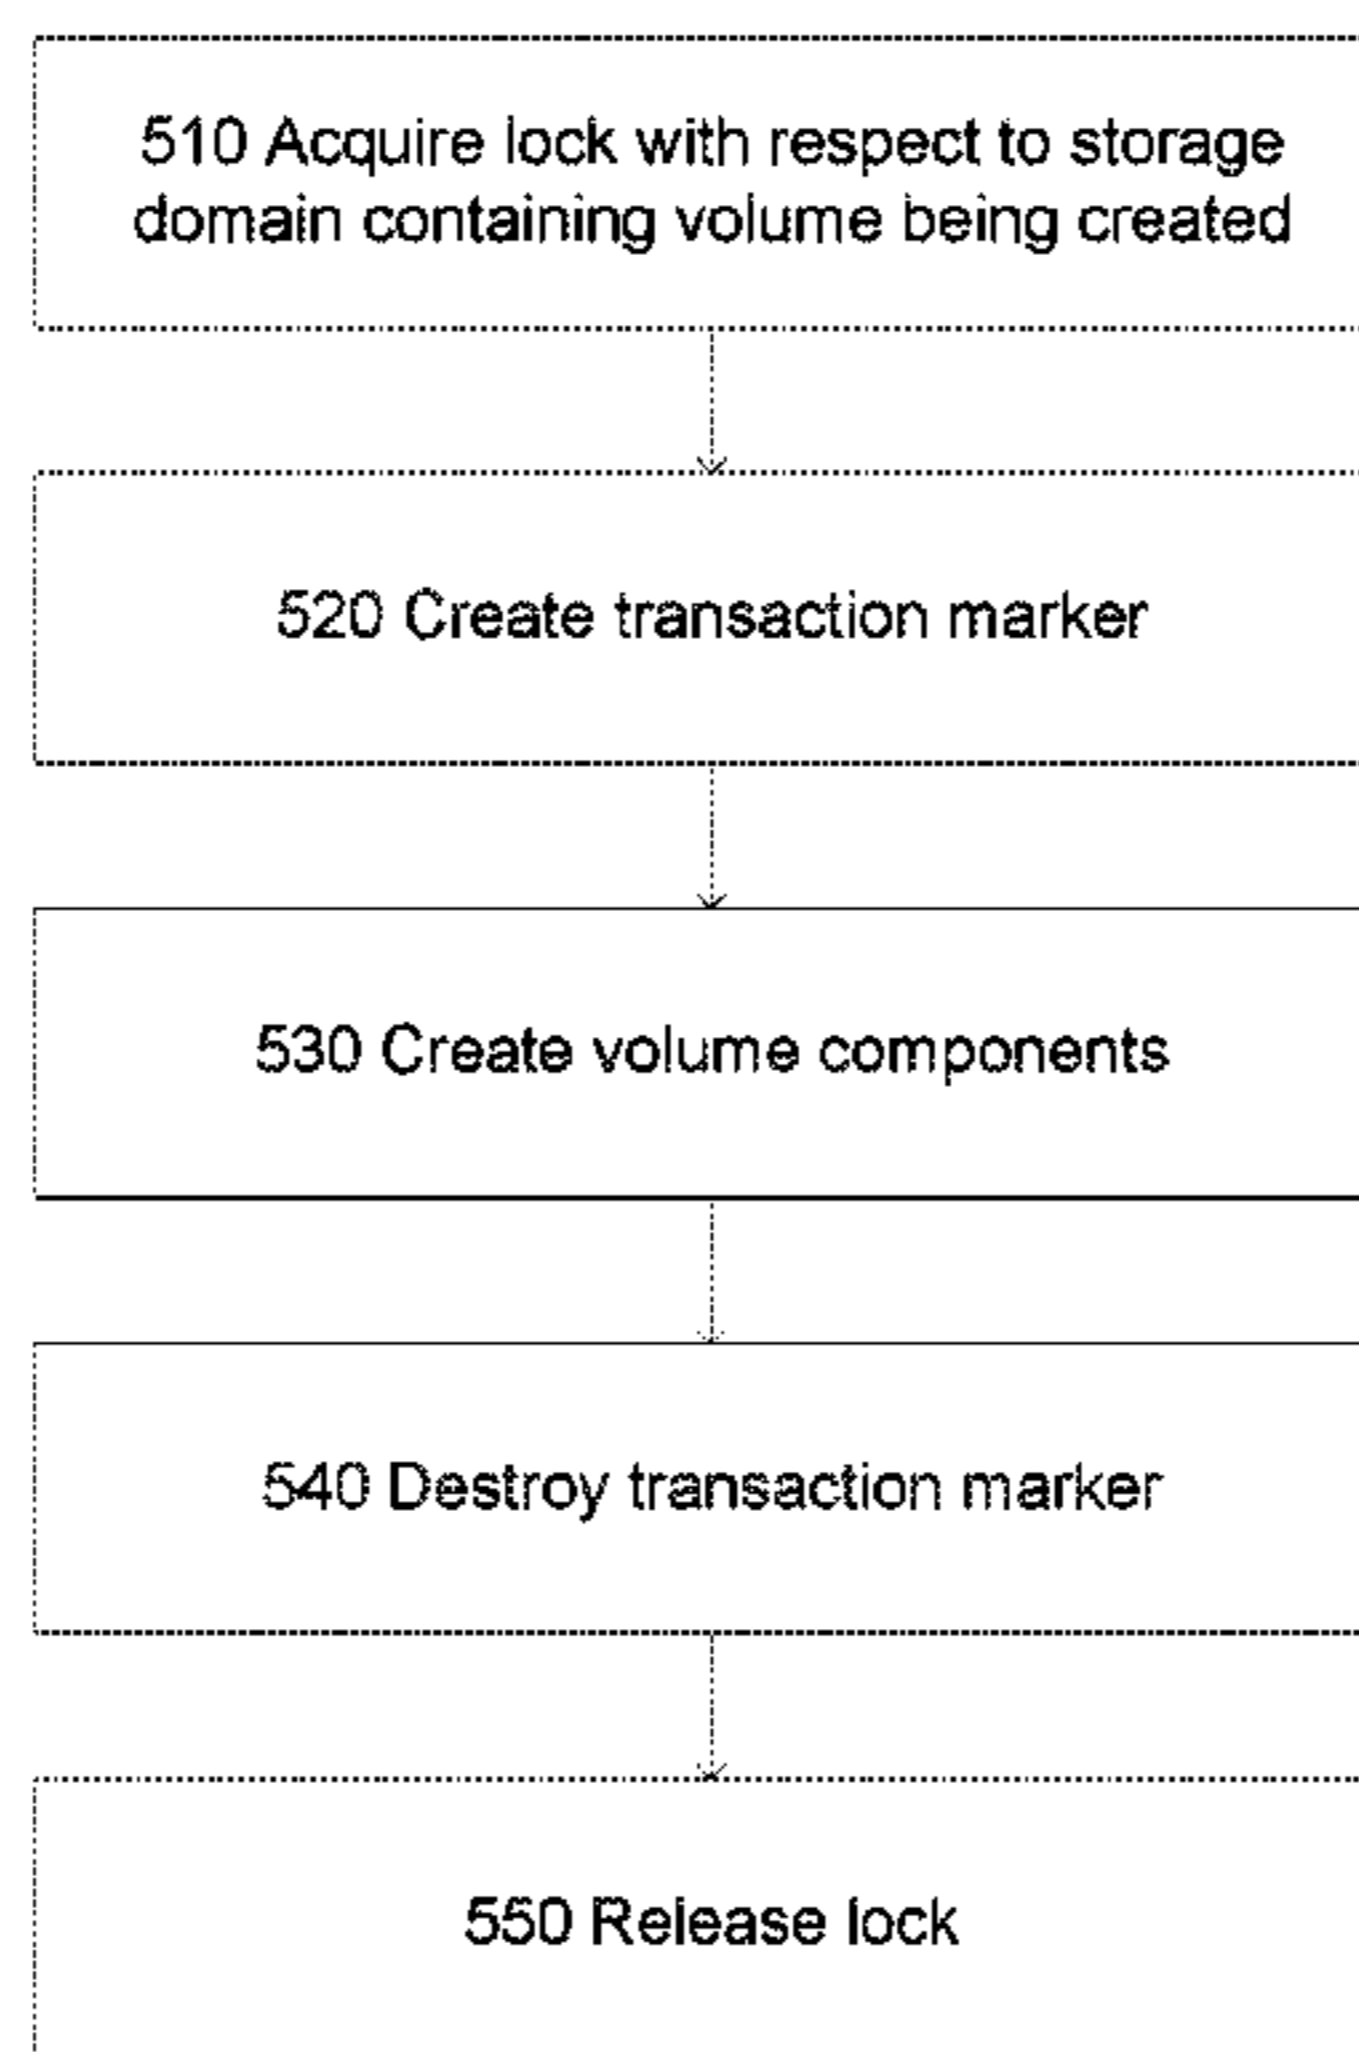 510 Acquire lock with respect to storage
domain containing volume being created
520 Create transaction marker
530 Create volume components
540 Destroy transaction marker
550 Release lock